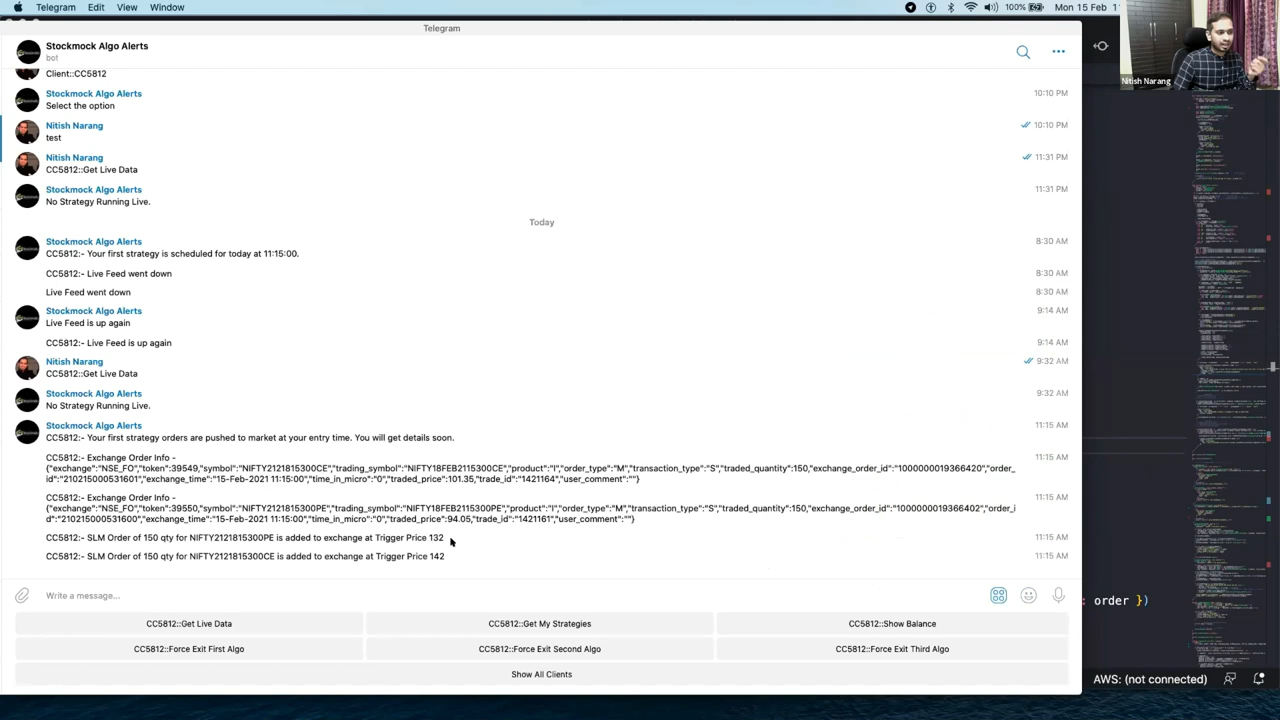 Telegram Edit View Window
100% Mon 15 Feb
Telegram
Nitish Narang
Stockmock Algo Alerts
bot
Client::CC5812
Stockmock Algo Alerts
10:10 PM
Select the option
Nitish Narang
10:10 PM
test
Nitish Narang
11:31 PM
CC5812::Get Live Data
Stockmock Algo Alerts
11:31 PM
No Strategy Running Live.
Today
Stockmock Algo Alerts
8:30 AM
CC5812:- Your first strategy is scheduled for today at 11:15:00.
CC5812:- Live Feed went down
8:30 AM
Live Feed went down
8:30 AM
Stockmock Algo Alerts
9:14 AM
Live Feed is up again
CC5812:- Live Feed is up again
9:14 AM
Nitish Narang
9:32 AM
CC5812::Get Live Data
Stockmock Algo Alerts
9:32 AM
No Strategy Running Live.
Stockmock Algo Alerts
11:15 AM
CC5812:- Your first strategy orders are pushed to market at your entry time. You will get details soon.
CC5812:- Exchange Order Info -
11:15 AM
{"exchange":"NSE_FO","token":39549,"symbol":"NIFTY2121815300CE","trading_symbol":"NIFTY18FEB2115300CE","product":"I","order_type":"M","transaction_type":"S","traded_quantity":150,"exchange_order_id":"1000000019366420","order_
id":"210215000531601","exchange_time":"15-Feb-2021 11:15:00","time_in_micro":"0","traded_price":101.35,"trade_id":"1421164","user_comment":""}
CC5812:- Exchange Order Info -
11:15 AM
{"exchange":"NSE_FO","token":39550,"symbol":"NIFTY2121815300PE","trading_symbol":"NIFTY18FEB2115300PE","product":"I","order_type":"M","transaction_type":"S","traded_quantity":150,"exchange_order_id":"1000000019366402","order_i
d":"210215000531600","exchange_time":"15-Feb-2021 11:15:00","time_in_micro":"0","traded_price":94.05,"trade_id":"1421161","user_comment":""}
CC5812:- SLM Order of 150 qty for NIFTY2121815300PE is added to exchange at Trigger Price 132
11:15 AM
CC5812:- SLM Order of 150 qty for NIFTY2121815300CE is added to exchange at Trigger Price 142
11:15 AM
Write a message...
order })
CC5812::Get Live Data
CC5812::Get My Strategies
CC5812::Show Balance
CC5812::Force Exit First Algo
CC5812::Force Exit Second Algo
CC5812::Force Exit Third Algo
Show All Clients
AWS: (not connected)